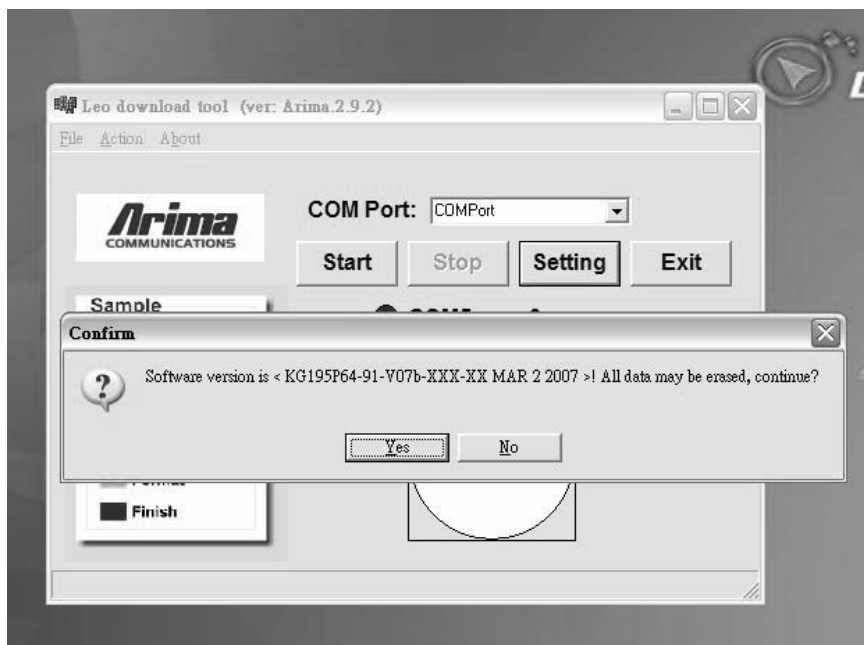 Leo download tool (ver: Arima.2.9.2)
File Action About
Arima
COMMUNICATIONS
COM Port: COMPort
Start Stop Setting Exit
Sample
Confirm
Software version is < KG195P64-91-V07b-XXX-XX MAR 2 2007 >! All data may be erased, continue?
Yes No
Finish